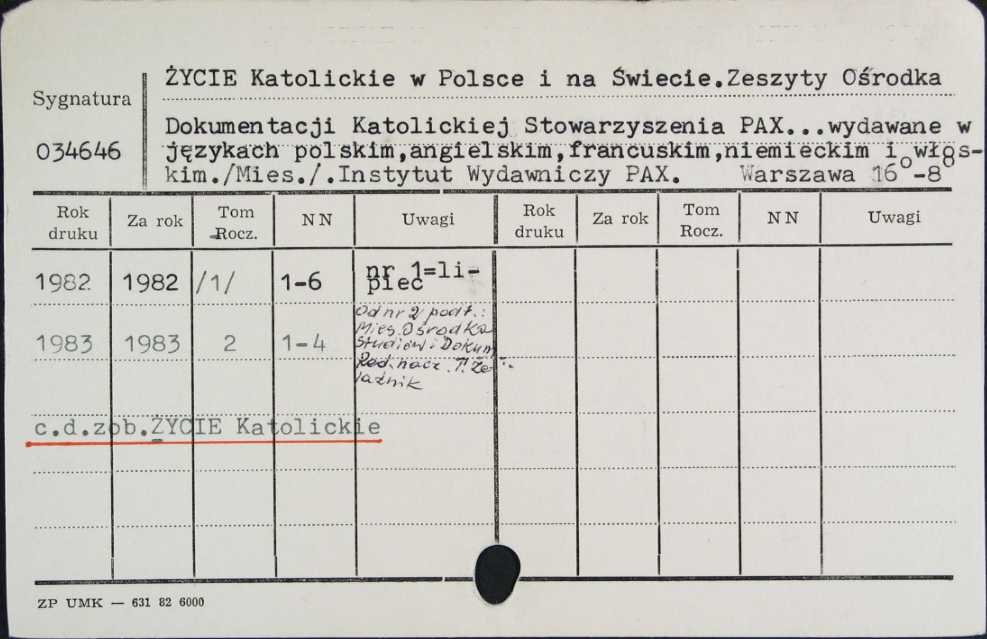 ŻYCIE Katolickie w Polsce i na Świecie.Zeszyty Ośrodka
Sygnatura
Dokumentacji Katolickiej Stowarzyszenia PAX...wydawane w
034646
językach polskim,angielskim,francuskim,niemieckim i włos-
kim./Mies./.Instytut Wydawniczy PAX. Warszawa 16°-8°
Rok druku Za rok Tom Rocz. NN Uwagi Rok druku Za rok Tom Rocz. NN Uwagi
1982 1982 /1/ 1-6 nr 1=li-
piec
1983 1983 2 1-4 Od nr 2 podt.:
Mies. Ośrodka
Studiów i Dokum.
Red. nacz. T. Że-
laźnik
c.d.zob.ŻYCIE Katolickie
ZP UMK — 631 82 6000